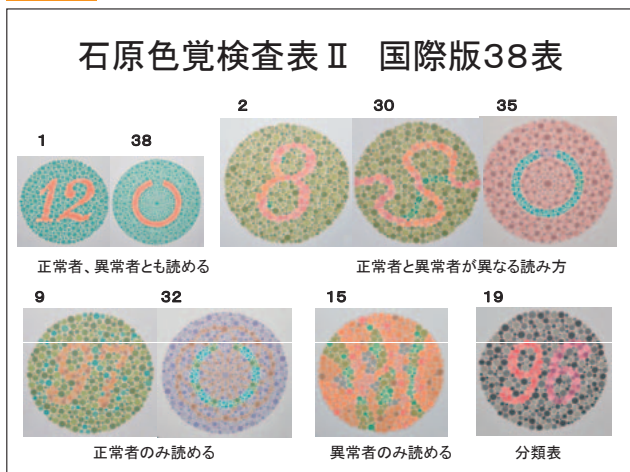 石原色覚検査表Ⅱ　国際版38表
1 38 2 30 35
12 8
正常者、異常者とも読める 正常者と異常者が異なる読み方
9 32 15 19
97 96
正常者のみ読める 異常者のみ読める 分類表